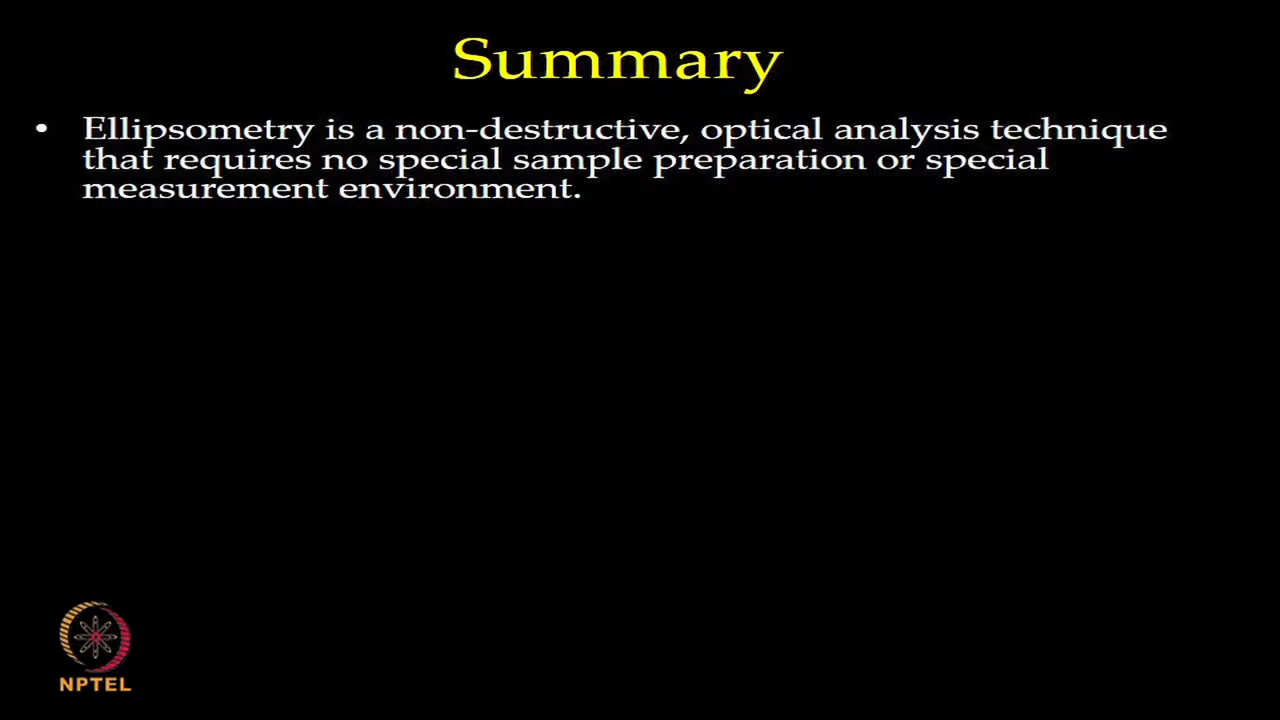 Summary
• Ellipsometry is a non-destructive, optical analysis technique
that requires no special sample preparation or special
measurement environment.
NPTEL